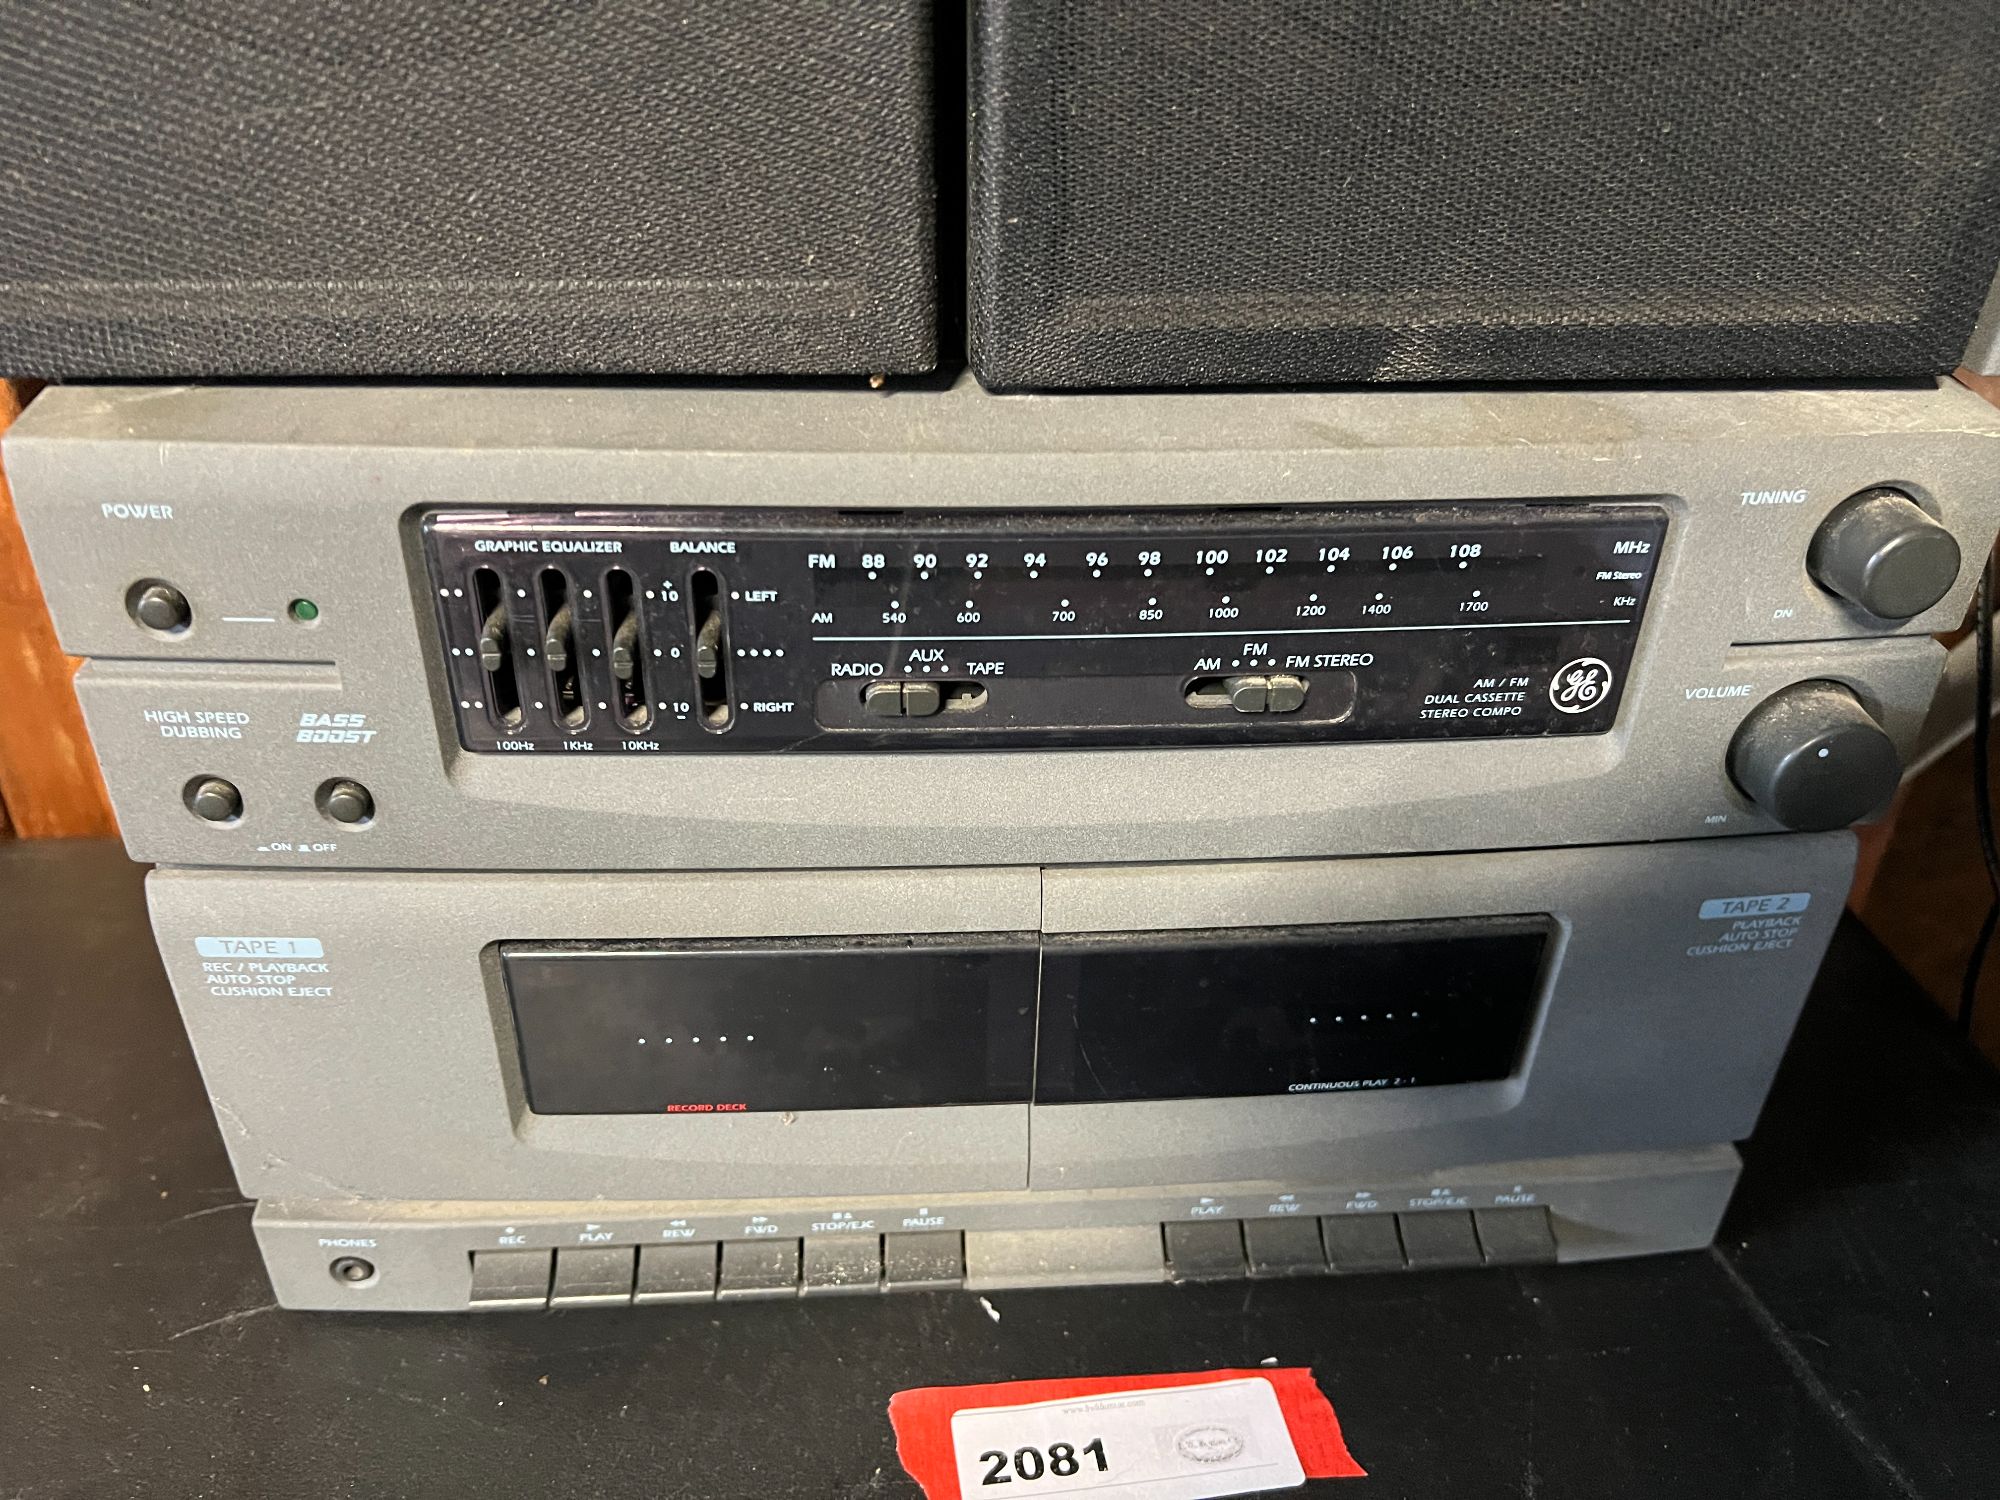 POWER
GRAPHIC EQUALIZER
BALANCE
+
10
0
10
−
LEFT
RIGHT
100Hz 1KHz 10KHz
FM 88 90 92 94 96 98 100 102 104 106 108 MHz
FM Stereo
AM 540 600 700 850 1000 1200 1400 1700 KHz
RADIO AUX TAPE
AM FM FM STEREO
AM / FM
DUAL CASSETTE
STEREO COMPO
GE
TUNING
DN
VOLUME
MIN
HIGH SPEED
DUBBING
BASS
BOOST
ON OFF
TAPE 1
REC / PLAYBACK
AUTO STOP
CUSHION EJECT
RECORD DECK
TAPE 2
PLAYBACK
AUTO STOP
CUSHION EJECT
CONTINUOUS PLAY 2 - 1
PHONES
REC PLAY REW FWD STOP/EJC PAUSE
PLAY REW FWD STOP/EJC PAUSE
2081